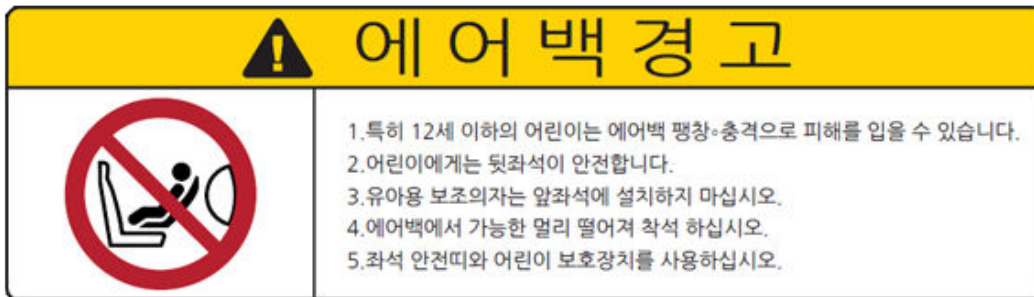 에어백경고
1.특히 12세 이하의 어린이는 에어백 팽창∘충격으로 피해를 입을 수 있습니다.
2.어린이에게는 뒷좌석이 안전합니다.
3.유아용 보조의자는 앞좌석에 설치하지 마십시오.
4.에어백에서 가능한 멀리 떨어져 착석 하십시오.
5.좌석 안전띠와 어린이 보호장치를 사용하십시오.